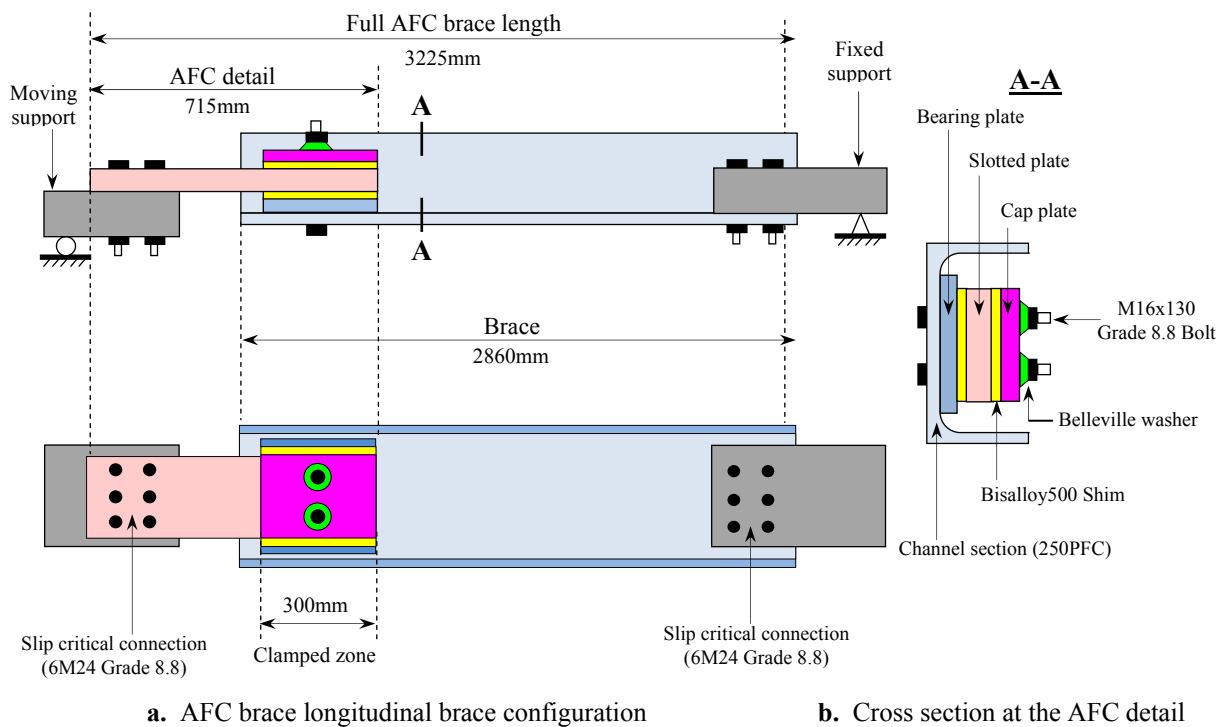 Full AFC brace length
3225mm
AFC detail
715mm
Moving
support
Fixed
support
A
A
Brace
2860mm
300mm
Clamped zone
Slip critical connection
(6M24 Grade 8.8)
Slip critical connection
(6M24 Grade 8.8)
A-A
Bearing plate
Slotted plate
Cap plate
M16x130
Grade 8.8 Bolt
Belleville washer
Bisalloy500 Shim
Channel section (250PFC)
a. AFC brace longitudinal brace configuration
b. Cross section at the AFC detail